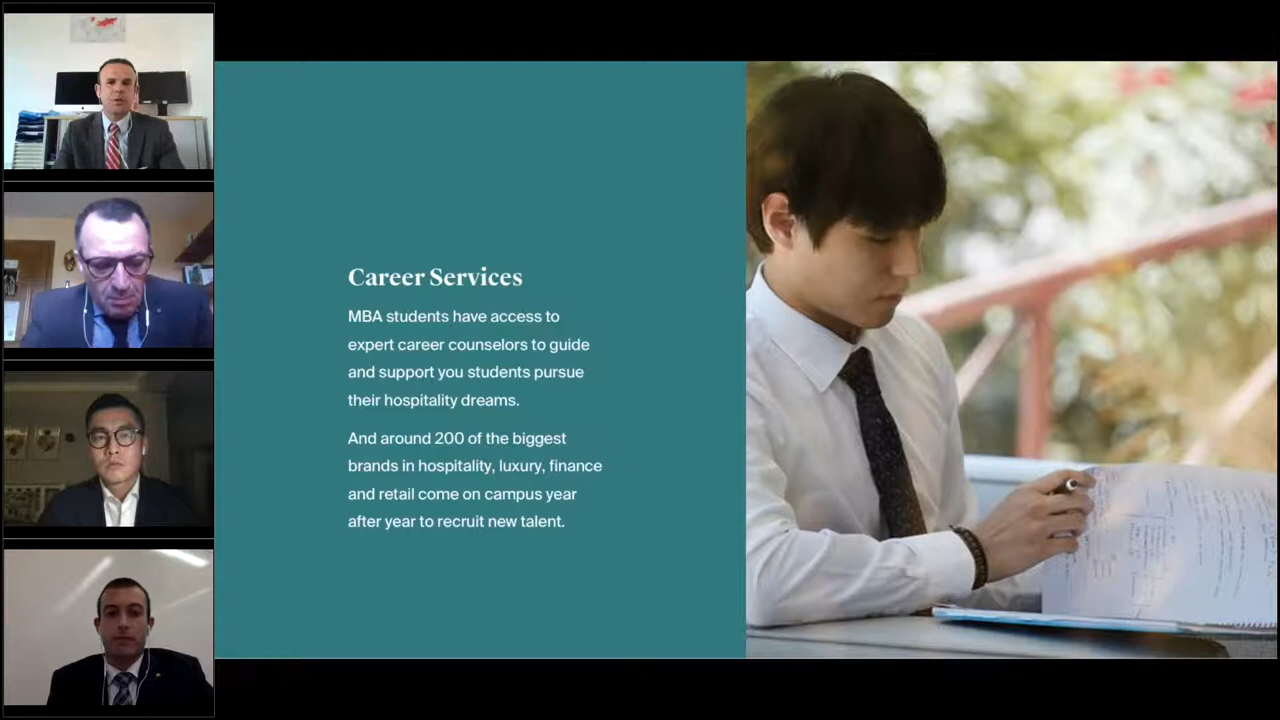 Career Services
MBA students have access to
expert career counselors to guide
and support you students pursue
their hospitality dreams.
And around 200 of the biggest
brands in hospitality, luxury, finance
and retail come on campus year
after year to recruit new talent.